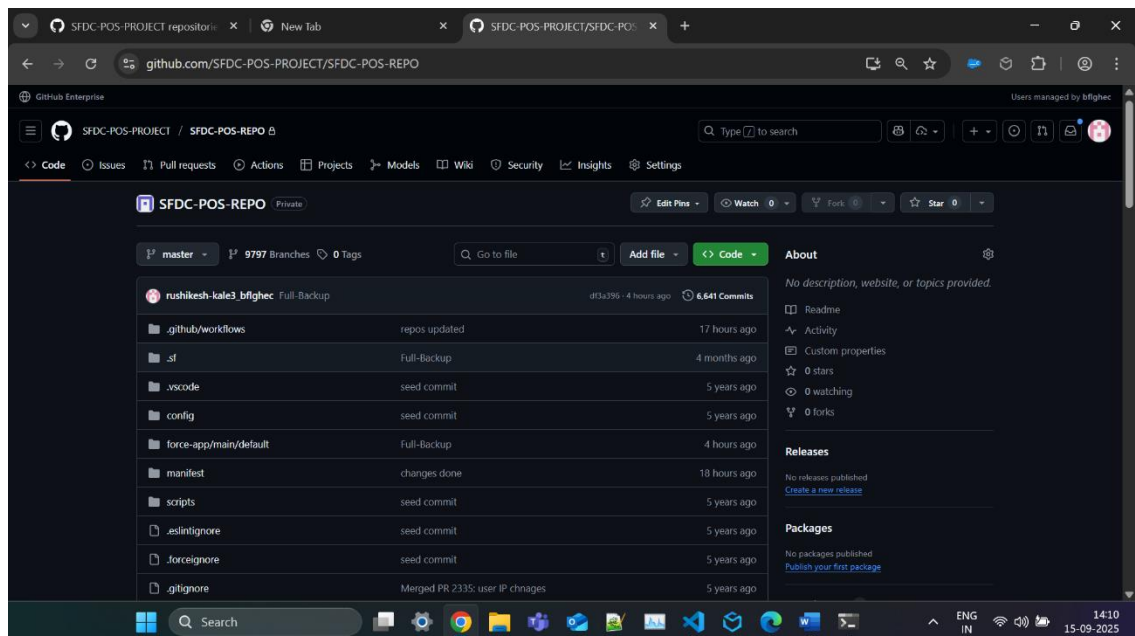 SFDC-POS-PROJECT repositorie
New Tab
SFDC-POS-PROJECT/SFDC-POS
github.com/SFDC-POS-PROJECT/SFDC-POS-REPO
GitHub Enterprise
Users managed by bflghec
SFDC-POS-PROJECT / SFDC-POS-REPO
Type / to search
Code Issues Pull requests Actions Projects Models Wiki Security Insights Settings
SFDC-POS-REPO Private
Edit Pins Watch 0 Fork 0 Star 0
master 9797 Branches 0 Tags
Go to file t
Add file Code
rushikesh-kale3_bflghec Full-Backup
df3a396 · 4 hours ago 6,641 Commits
.github/workflows repos updated 17 hours ago
.sf Full-Backup 4 months ago
.vscode seed commit 5 years ago
config seed commit 5 years ago
force-app/main/default Full-Backup 4 hours ago
manifest changes done 18 hours ago
scripts seed commit 5 years ago
.eslintignore seed commit 5 years ago
.forceignore seed commit 5 years ago
.gitignore Merged PR 2335: user IP chnages 5 years ago
About
No description, website, or topics provided.
Readme
Activity
Custom properties
0 stars
0 watching
0 forks
Releases
No releases published
Create a new release
Packages
No packages published
Publish your first package
Search
ENG
IN
14:10
15-09-2025